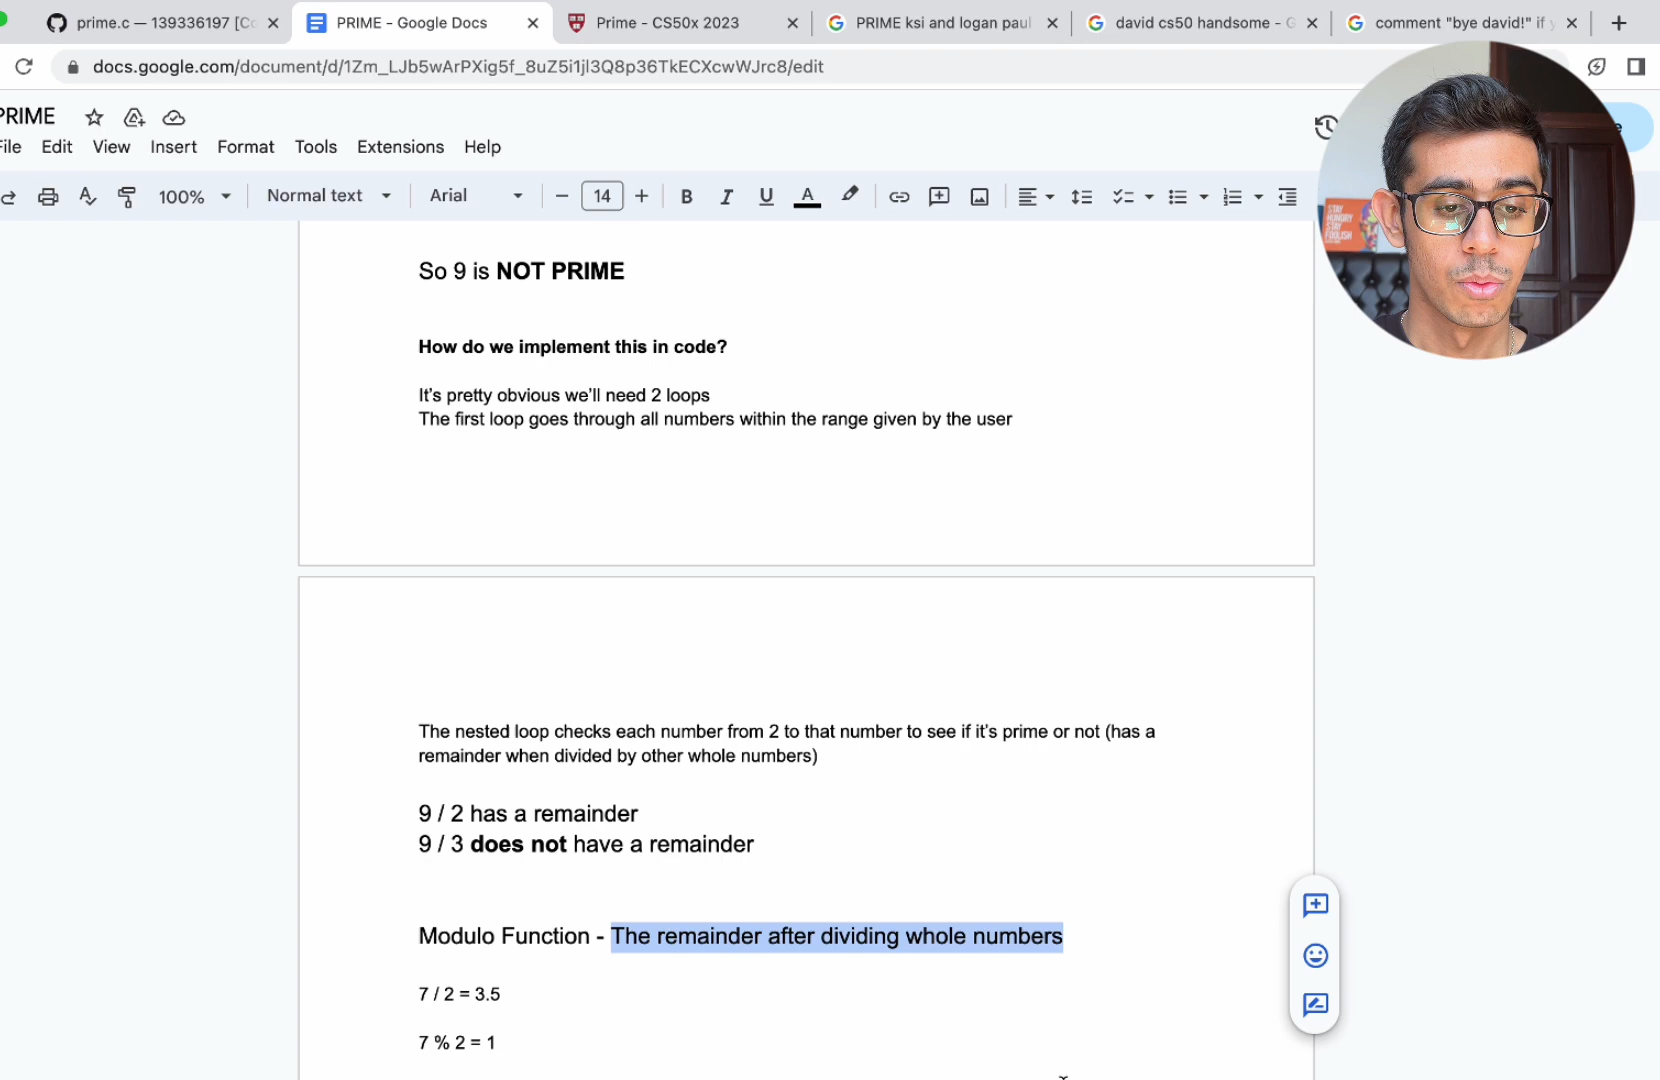 prime.c — 139336197 [Co
PRIME - Google Docs
Prime - CS50x 2023
PRIME ksi and logan paul
david cs50 handsome - G
comment "bye david!" if y
docs.google.com/document/d/1Zm_LJb5wArPXig5f_8uZ5i1jl3Q8p36TkECXcwWJrc8/edit
PRIME
File Edit View Insert Format Tools Extensions Help
100% Normal text Arial 14 B I U A
STAY
HUNGRY
STAY
FOOLISH
So 9 is NOT PRIME
How do we implement this in code?
It's pretty obvious we'll need 2 loops
The first loop goes through all numbers within the range given by the user
The nested loop checks each number from 2 to that number to see if it's prime or not (has a
remainder when divided by other whole numbers)
9 / 2 has a remainder
9 / 3 does not have a remainder
Modulo Function - The remainder after dividing whole numbers
7 / 2 = 3.5
7 % 2 = 1